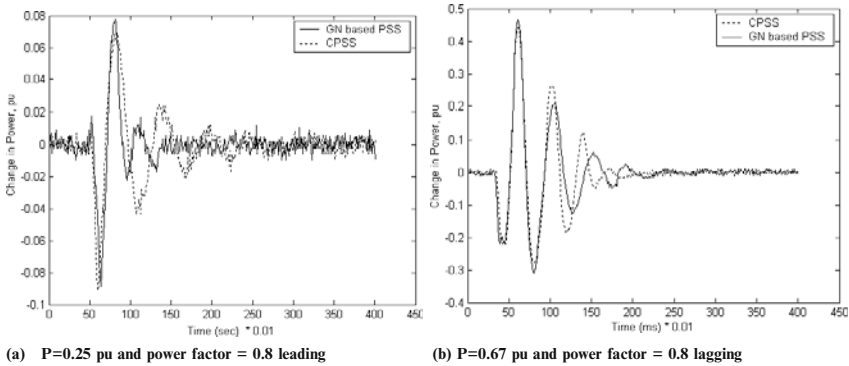 0.08
0.06
0.04
0.02
0
-0.02
-0.04
-0.06
-0.08
-0.1
Change in Power, pu
GN based PSS
CPSS
0 50 100 150 200 250 300 350 400 450
Time (sec) * 0.01
(a) P=0.25 pu and power factor = 0.8 leading
0.5
0.4
0.3
0.2
0.1
0
-0.1
-0.2
-0.3
-0.4
Change in Power, pu
CPSS
GN based PSS
0 50 100 150 200 250 300 350 400 450
Time (ms) * 0.01
(b) P=0.67 pu and power factor = 0.8 lagging